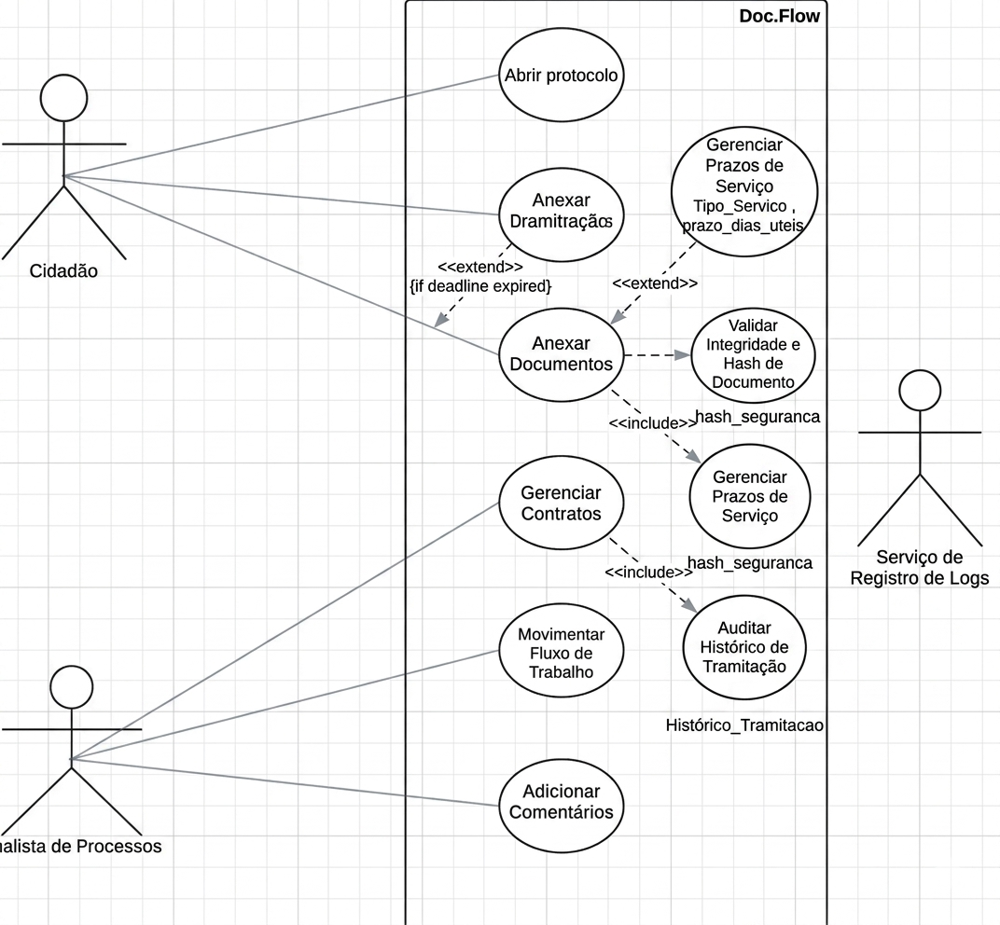 Doc.Flow
Abrir protocolo
Gerenciar
Prazos de
Serviço
Tipo_Servico ,
prazo_dias_uteis
Anexar
Dramitrações
<<extend>>
{if deadline expired}
<<extend>>
Cidadão
Anexar
Documentos
Validar
Integridade e
Hash de
Documento
hash_seguranca
<<include>>
Gerenciar
Contratos
Gerenciar
Prazos de
Serviço
hash_seguranca
<<include>>
Serviço de
Registro de Logs
Movimentar
Fluxo de
Trabalho
Auditar
Histórico de
Tramitação
Histórico_Tramitacao
Adicionar
Comentários
nalista de Processos